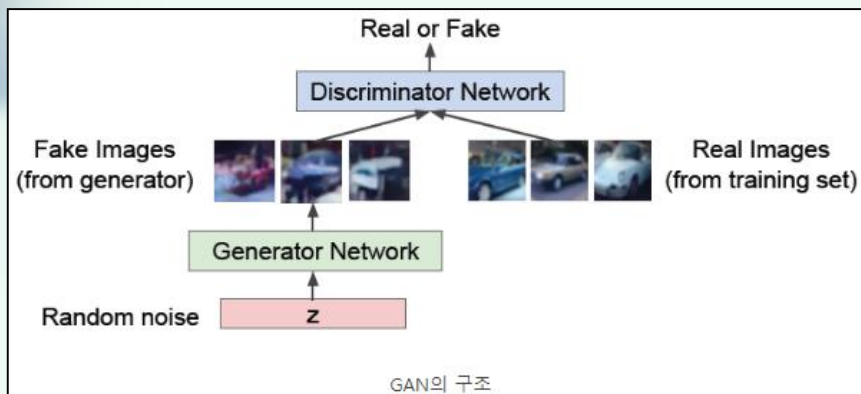 Real or Fake
Discriminator Network
Fake Images
(from generator)
Real Images
(from training set)
Generator Network
Random noise
z
GAN의 구조